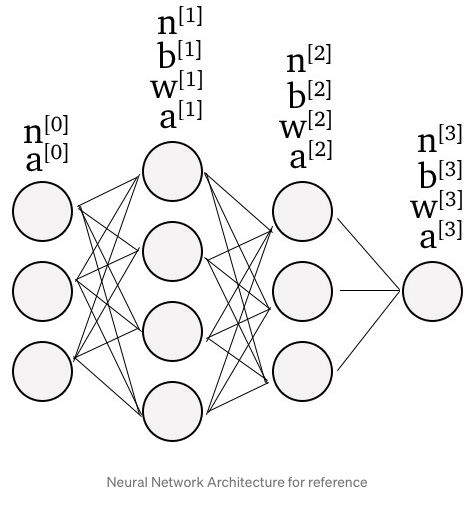 n[0]
a[0]
n[1]
b[1]
w[1]
a[1]
n[2]
b[2]
w[2]
a[2]
n[3]
b[3]
w[3]
a[3]
Neural Network Architecture for reference